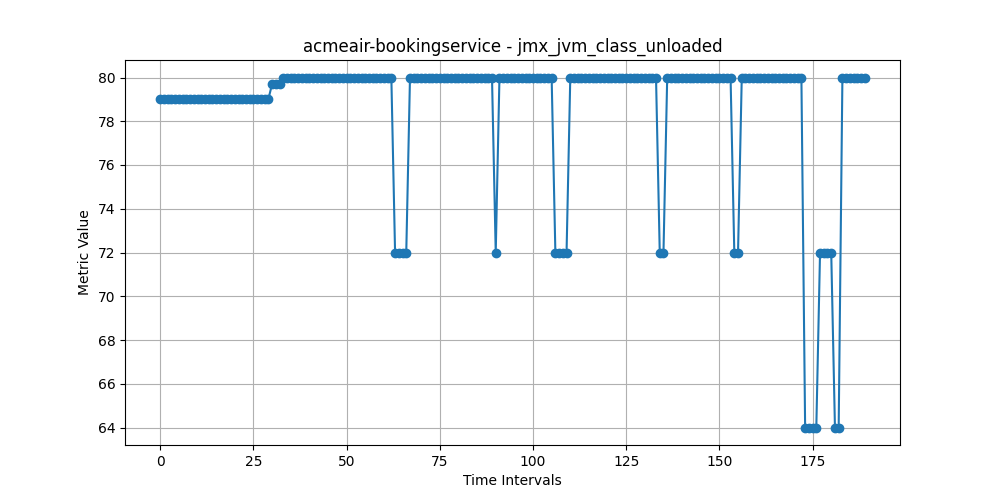 acmeair-bookingservice - jmx_jvm_class_unloaded
80
78
76
74
72
70
68
66
64
Metric Value
0 25 50 75 100 125 150 175
Time Intervals